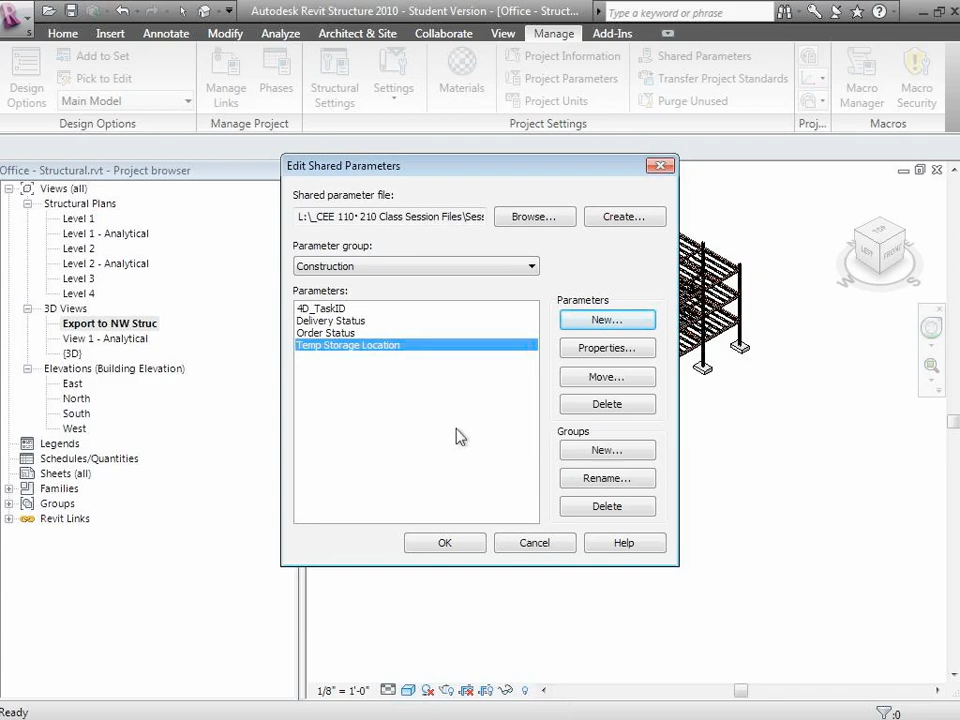 Autodesk Revit Structure 2010 - Student Version - [Office - Struct...
Type a keyword or phrase
Home Insert Annotate Modify Analyze Architect & Site Collaborate View Manage Add-Ins
Add to Set
Pick to Edit
Design Options
Main Model
Manage Links
Phases
Structural Settings
Settings
Materials
Project Information
Project Parameters
Project Units
Shared Parameters
Transfer Project Standards
Purge Unused
Macro Manager
Macro Security
Design Options Manage Project Project Settings Proj... Macros
Office - Structural.rvt - Project browser
Views (all)
Structural Plans
Level 1
Level 1 - Analytical
Level 2
Level 2 - Analytical
Level 3
Level 4
3D Views
Export to NW Struc
View 1 - Analytical
{3D}
Elevations (Building Elevation)
East
North
South
West
Legends
Schedules/Quantities
Sheets (all)
Families
Groups
Revit Links
Edit Shared Parameters
Shared parameter file:
L:\_CEE 110·210 Class Session Files\Sess
Browse...
Create...
Parameter group:
Construction
Parameters:
4D_TaskID
Delivery Status
Order Status
Temp Storage Location
Parameters
New...
Properties...
Move...
Delete
Groups
New...
Rename...
Delete
OK
Cancel
Help
TOP
LEFT
FRONT
1/8" = 1'-0"
Ready
:0